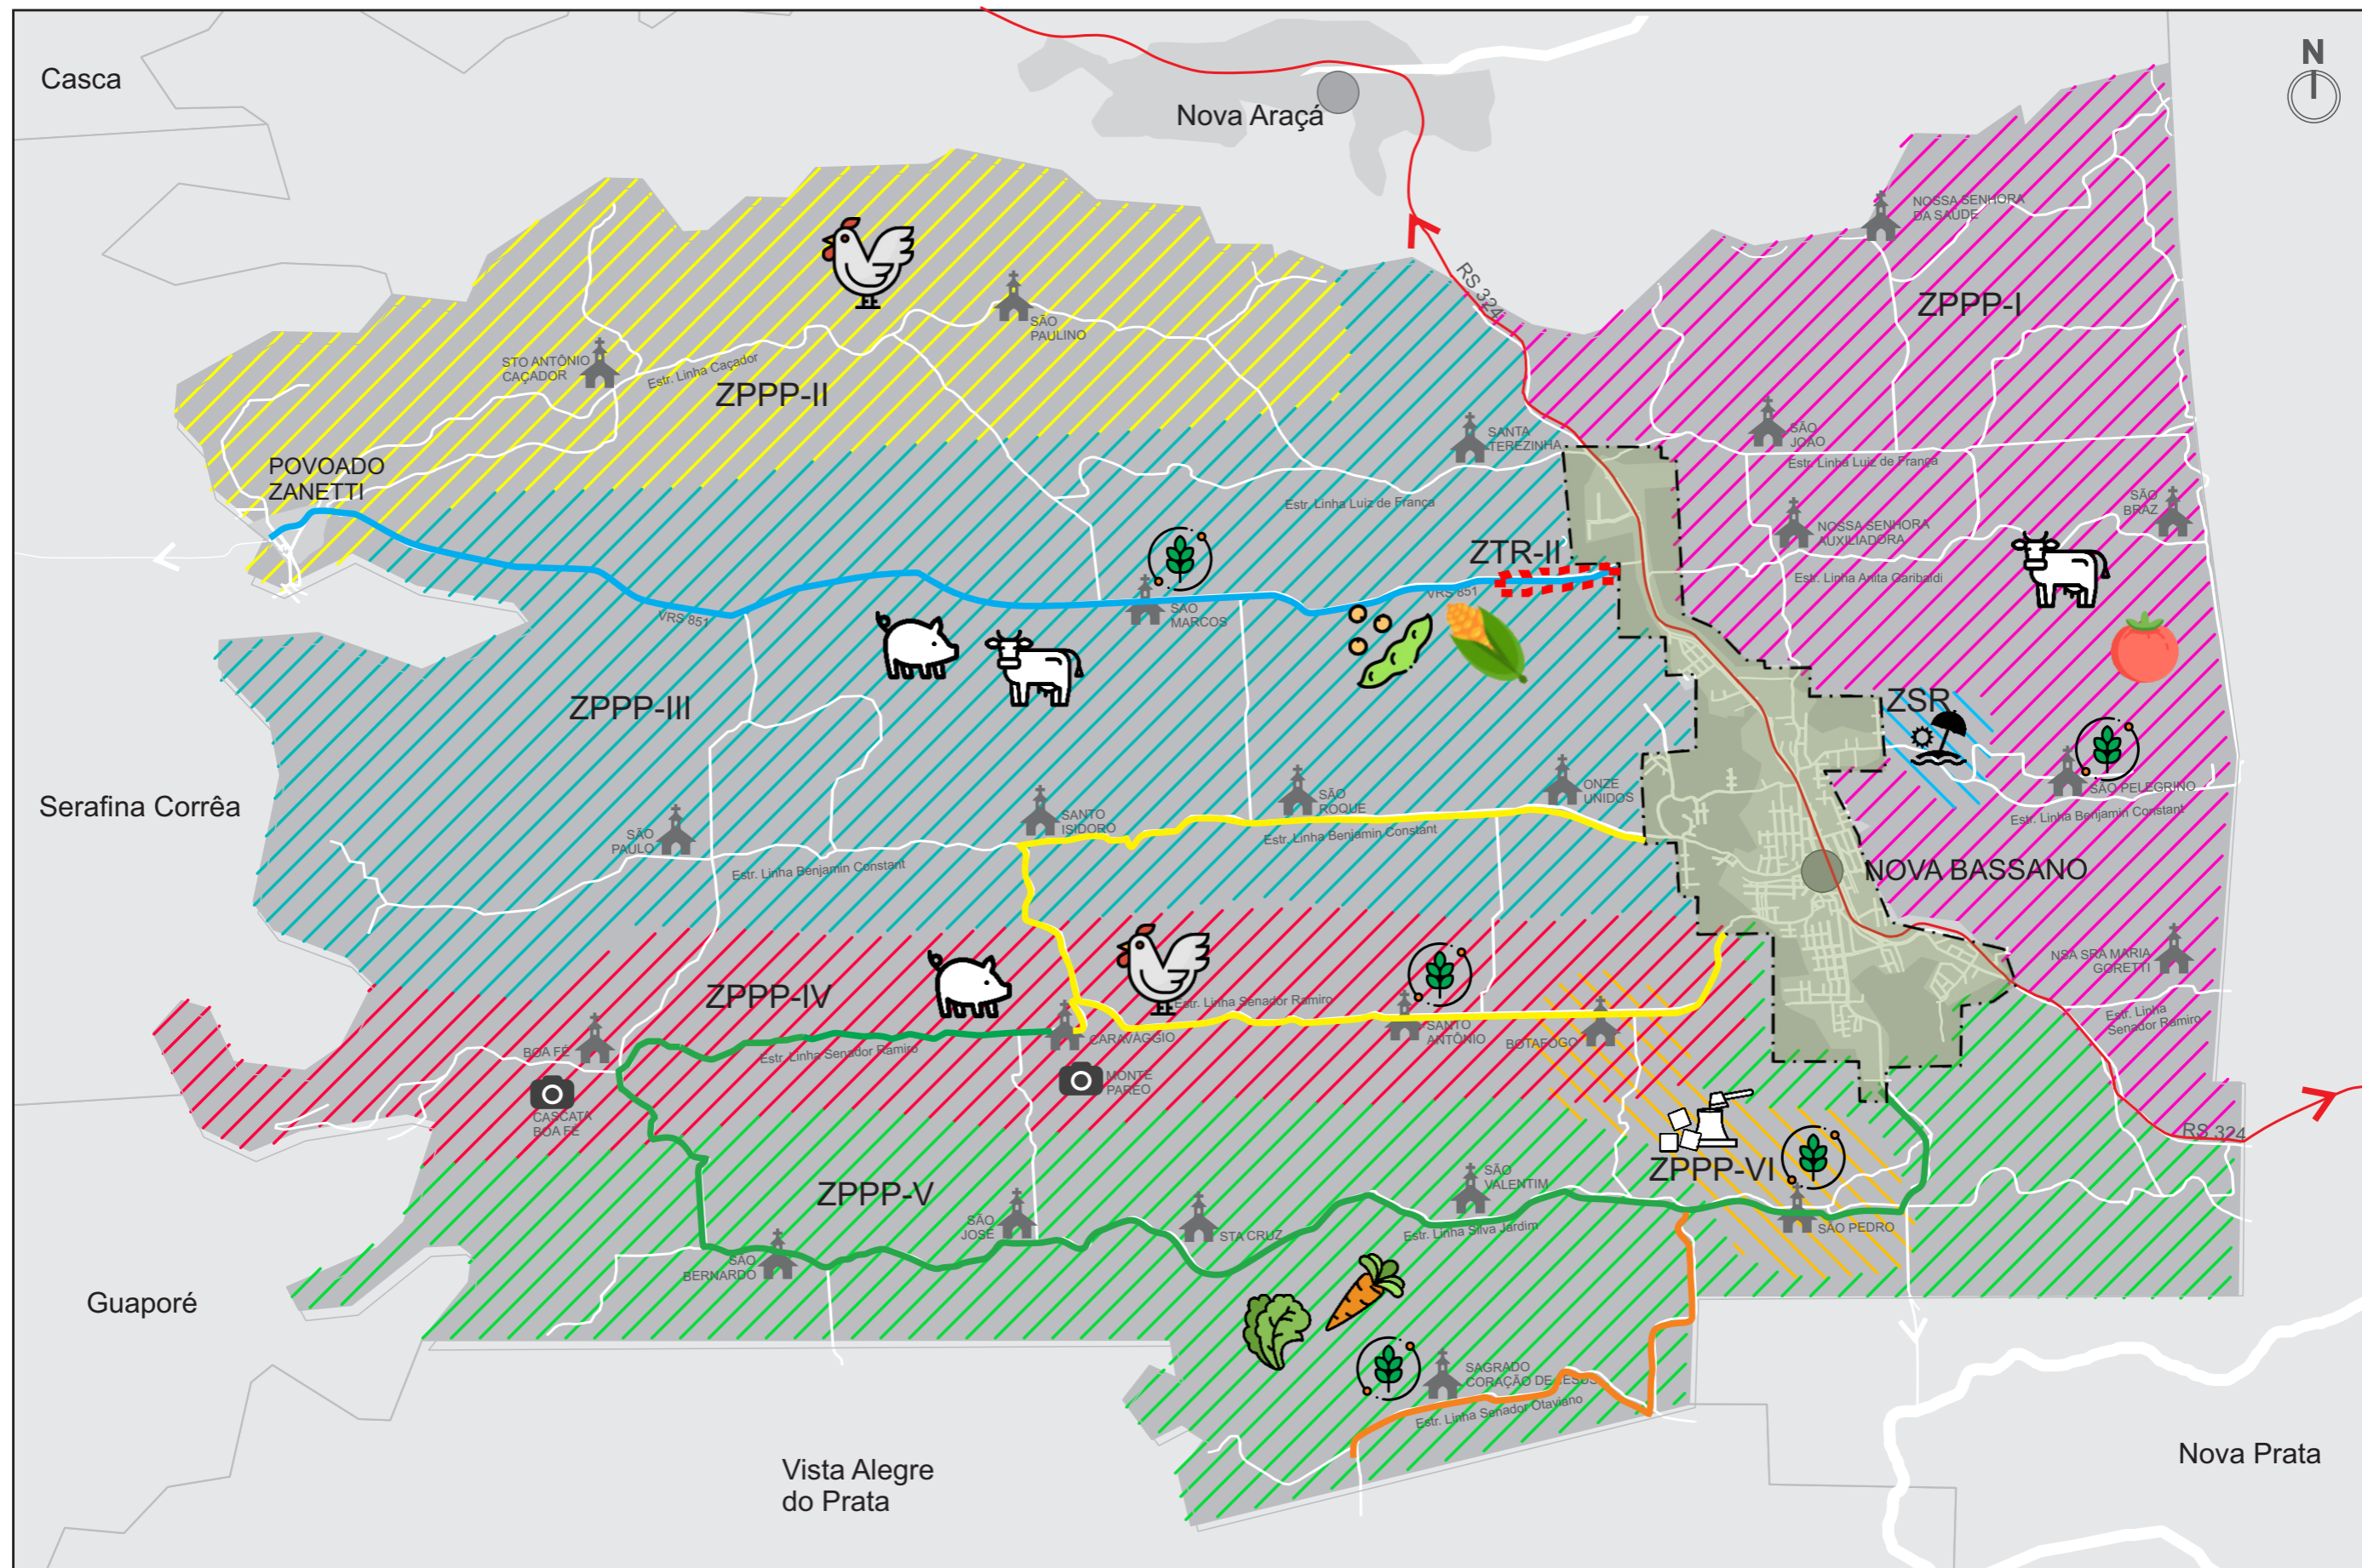 Casca
N
Nova Araçá
NOSSA SENHORA
DA SAÚDE
RS 324
ZPPP-I
SÃO
PAULINO
STO ANTÔNIO
CAÇADOR
Estr. Linha Caçador
ZPPP-II
SANTA
TEREZINHA
SÃO
JOÃO
Estr. Linha Luiz de França
POVOADO
ZANETTI
Estr. Linha Luiz de França
SÃO
BRAZ
NOSSA SENHORA
AUXILIADORA
ZTR-II
Estr. Linha Anita Garibaldi
VRS 851
VRS 851
SÃO
MARCOS
ZPPP-III
ZSR
Serafina Corrêa
SANTO
ISIDORO
SÃO
ROQUE
ONZE
UNIDOS
SÃO PELEGRINO
Estr. Linha Benjamin Constant
SÃO
PAULO
Estr. Linha Benjamin Constant
Estr. Linha Benjamin Constant
NOVA BASSANO
NSA SRA MARIA
GORETTI
ZPPP-IV
Estr. Linha Senador Ramiro
Estr. Linha
Senador Ramiro
BOA FÉ
Estr. Linha Senador Ramiro
CARAVAGGIO
SANTO
ANTÔNIO
BOTAFOGO
MONTE
PARÉO
CASCATA
BOA FÉ
RS 324
ZPPP-V
SÃO
VALENTIM
ZPPP-VI
SÃO
JOSÉ
STA CRUZ
Estr. Linha Silva Jardim
SÃO PEDRO
SÃO
BERNARDO
Guaporé
SAGRADO
CORAÇÃO DE JESUS
Estr. Linha Senador Otaviano
Vista Alegre
do Prata
Nova Prata